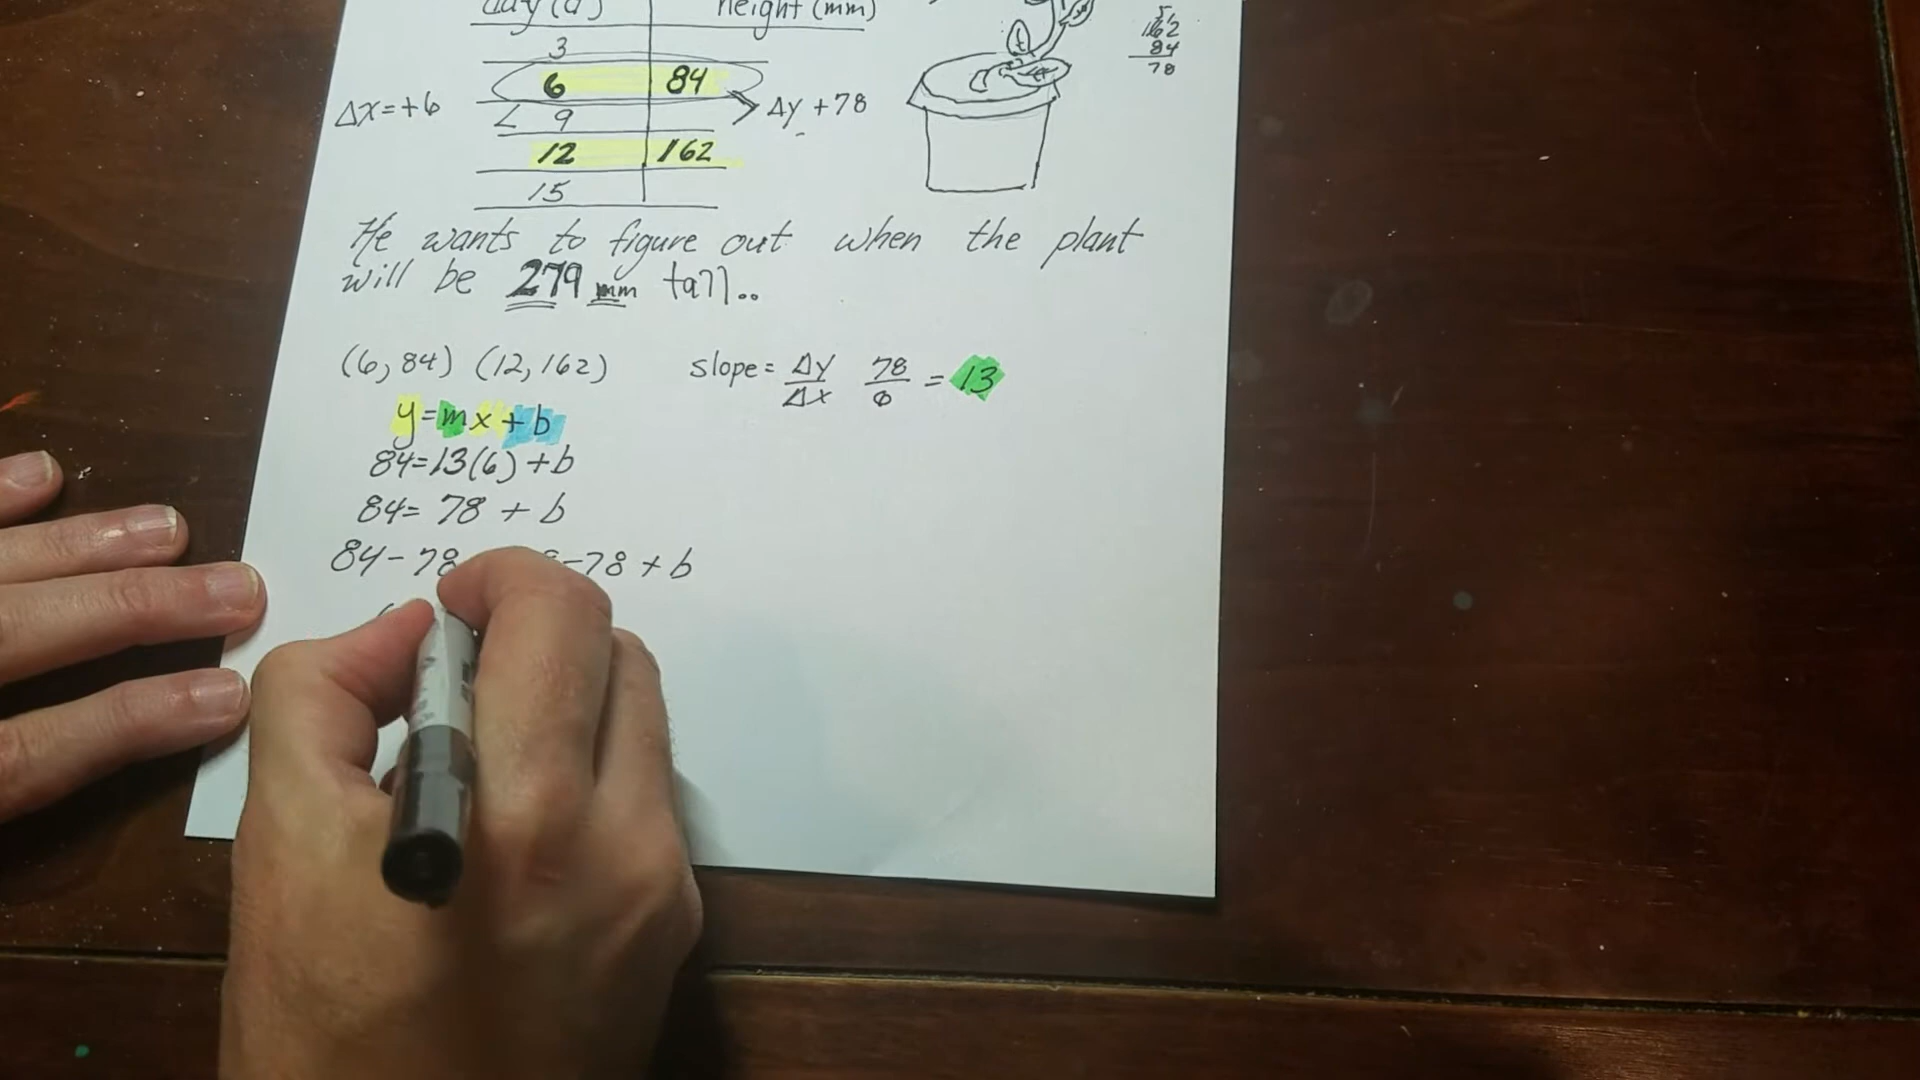 day (d) height (mm)
3
6 84
9
12 162
15
Δx=+6
Δy +78
162
84
78
He wants to figure out when the plant
will be 279 mm tall..
(6, 84) (12, 162)
slope = Δy/Δx 78/6 = 13
y=mx+b
84=13(6)+b
84= 78 + b
84-78 -78 + b